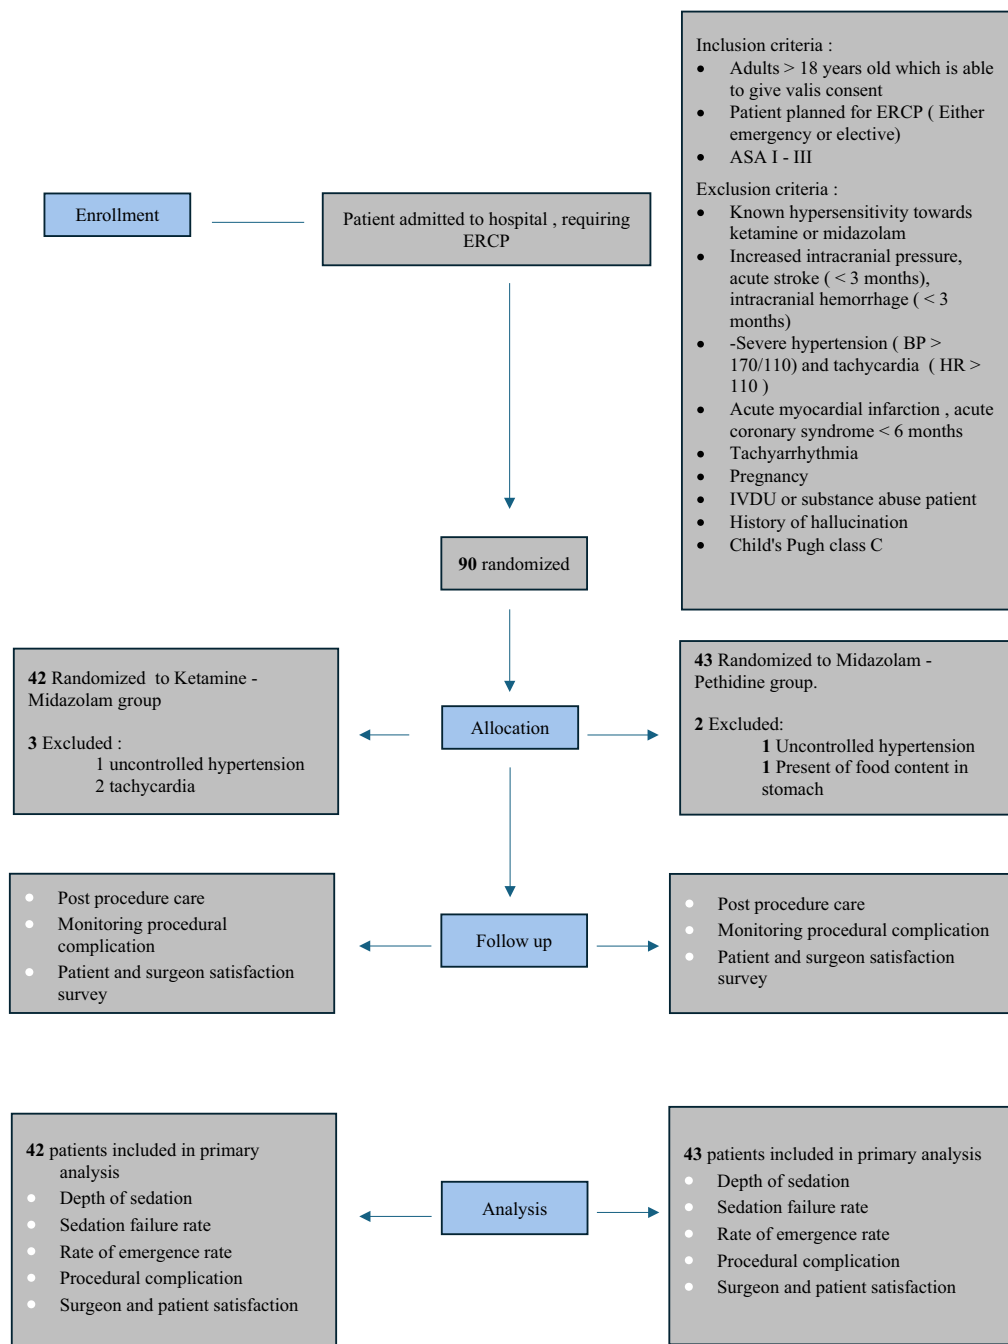 Inclusion criteria :
• Adults > 18 years old which is able
to give valis consent
• Patient planned for ERCP ( Either
emergency or elective)
• ASA I - III
Exclusion criteria :
• Known hypersensitivity towards
ketamine or midazolam
• Increased intracranial pressure,
acute stroke ( < 3 months),
intracranial hemorrhage ( < 3
months)
• -Severe hypertension ( BP >
170/110) and tachycardia ( HR >
110 )
• Acute myocardial infarction , acute
coronary syndrome < 6 months
• Tachyarrhythmia
• Pregnancy
• IVDU or substance abuse patient
• History of hallucination
• Child's Pugh class C
Enrollment
Patient admitted to hospital , requiring
ERCP
90 randomized
42 Randomized to Ketamine -
Midazolam group
3 Excluded :
1 uncontrolled hypertension
2 tachycardia
Allocation
43 Randomized to Midazolam -
Pethidine group.
2 Excluded:
1 Uncontrolled hypertension
1 Present of food content in
stomach
• Post procedure care
• Monitoring procedural
complication
• Patient and surgeon satisfaction
survey
Follow up
• Post procedure care
• Monitoring procedural complication
• Patient and surgeon satisfaction
survey
42 patients included in primary
analysis
• Depth of sedation
• Sedation failure rate
• Rate of emergence rate
• Procedural complication
• Surgeon and patient satisfaction
Analysis
43 patients included in primary analysis
• Depth of sedation
• Sedation failure rate
• Rate of emergence rate
• Procedural complication
• Surgeon and patient satisfaction